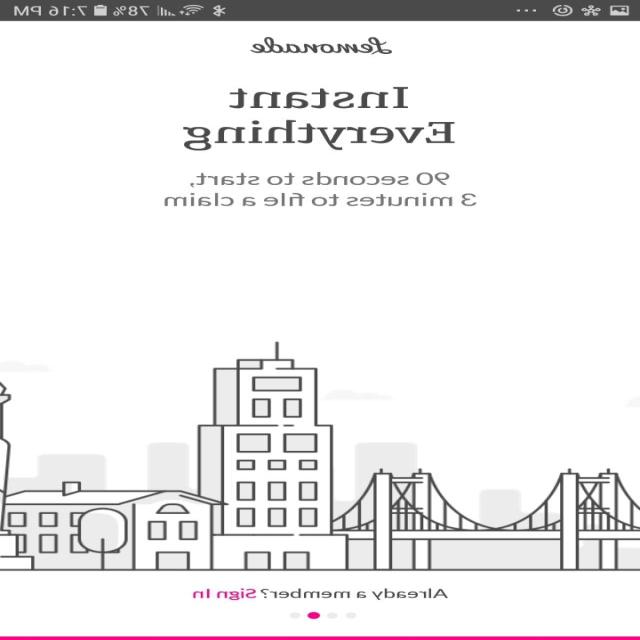 78% 7:16 PM
Lemonade
Instant
Everything
90 seconds to start,
3 minutes to file a claim
Already a member? Sign In